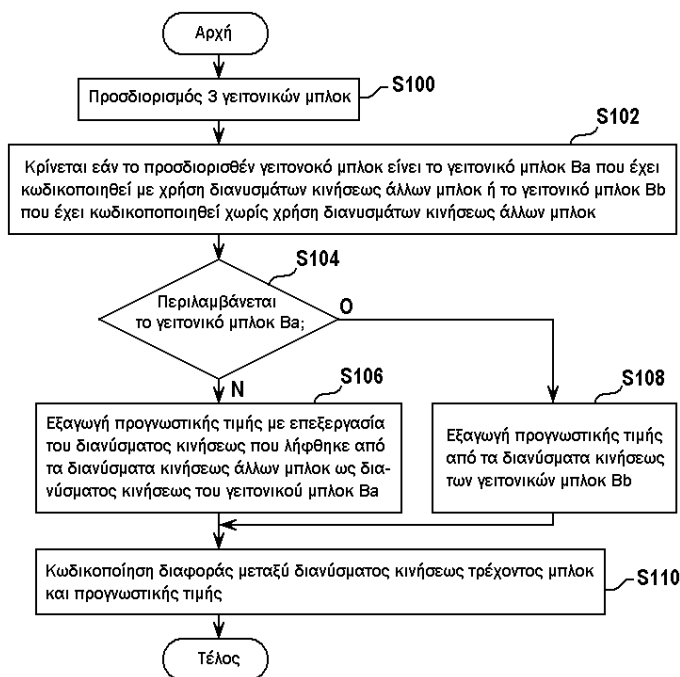 Αρχή
Προσδιορισμός 3 γειτονικών μπλοκ
S100
S102
Κρίνεται εάν το προσδιορισθέν γειτονοκό μπλοκ είναι το γειτονικό μπλοκ Ba που έχει
κωδικοποιηθεί με χρήση διανυσμάτων κινήσεως άλλων μπλοκ ή το γειτονικό μπλοκ Bb
που έχει κωδικοποποιηθεί χωρίς χρήση διανυσμάτων κινήσεως άλλων μπλοκ
S104
Περιλαμβάνεται
το γειτονικό μπλοκ Ba;
O
N
S106
Εξαγωγή προγνωστικής τιμής με επεξεργασία
του διανύσματος κινήσεως που λήφθηκε από
τα διανύσματα κινήσεως άλλων μπλοκ ως δια-
νύσματος κινήσεως του γειτονικού μπλοκ Ba
S108
Εξαγωγή προγνωστικής τιμής
από τα διανύσματα κινήσεως
των γειτονικών μπλοκ Bb
Κωδικοποίηση διαφοράς μεταξύ διανύσματος κινήσεως τρέχοντος μπλοκ
και προγνωστικής τιμής
S110
Τέλος